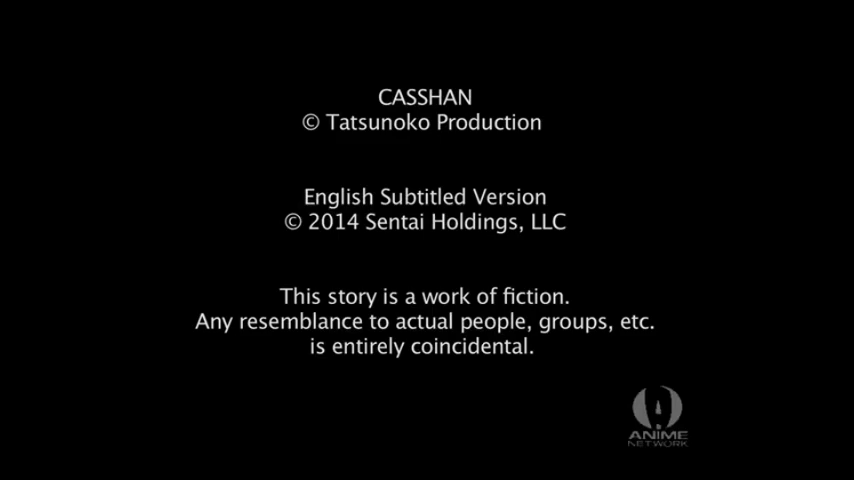 CASSHAN
© Tatsunoko Production
English Subtitled Version
© 2014 Sentai Holdings, LLC
This story is a work of fiction.
Any resemblance to actual people, groups, etc.
is entirely coincidental.
ANIME
NETWORK